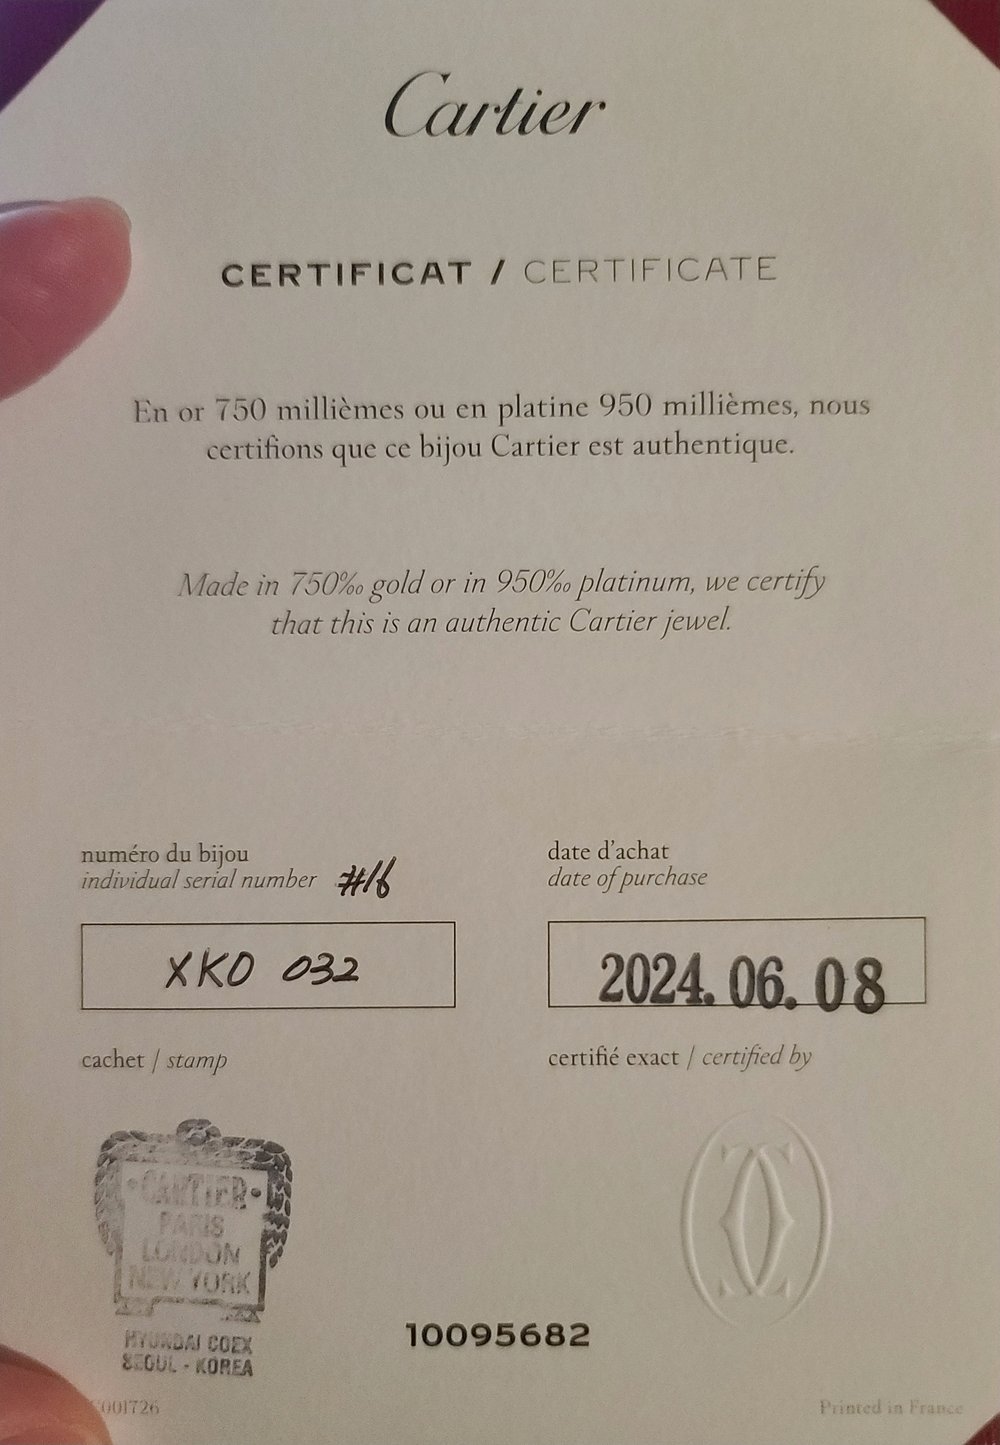 Cartier
CERTIFICAT / CERTIFICATE
En or 750 millièmes ou en platine 950 millièmes, nous
certifions que ce bijou Cartier est authentique.
Made in 750‰ gold or in 950‰ platinum, we certify
that this is an authentic Cartier jewel.
numéro du bijou
individual serial number #16
XKO 032
date d'achat
date of purchase
2024. 06. 08
cachet / stamp
certifié exact / certified by
CARTIER
PARIS
LONDON
NEW YORK
HYUNDAI COEX
SEOUL - KOREA
10095682
Printed in France